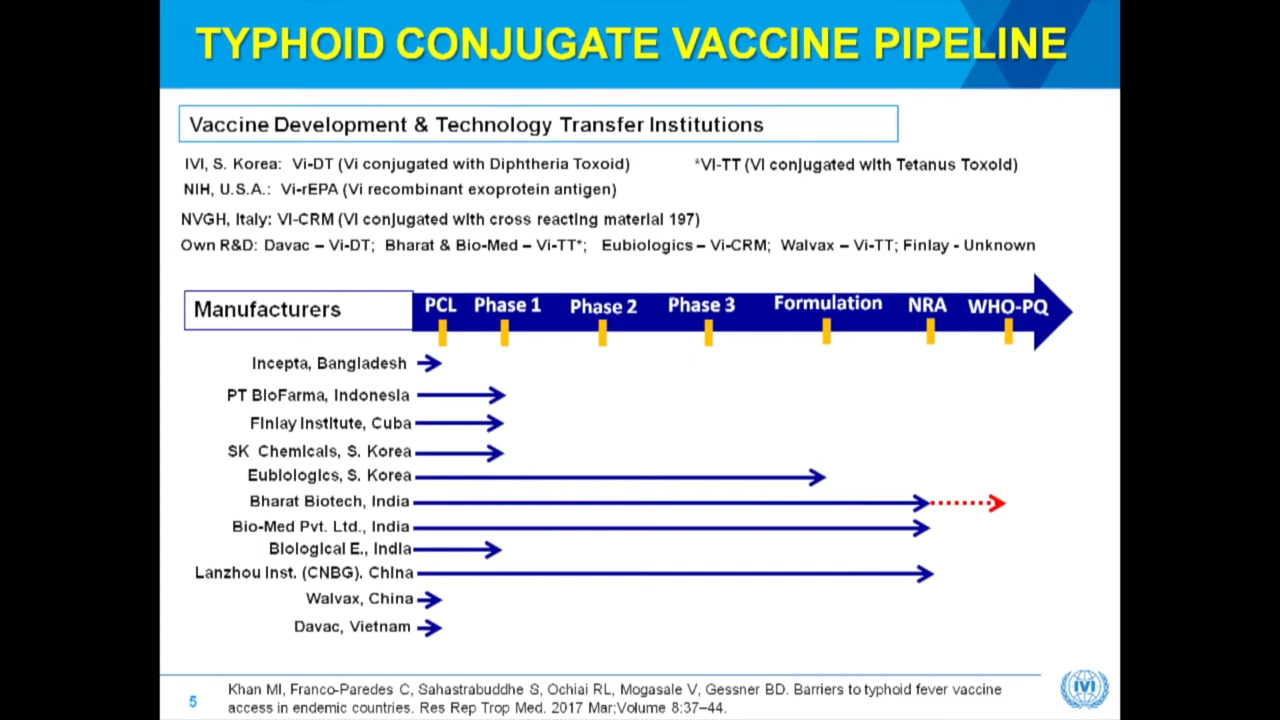 TYPHOID CONJUGATE VACCINE PIPELINE
Vaccine Development & Technology Transfer Institutions
IVI, S. Korea: Vi-DT (Vi conjugated with Diphtheria Toxoid) *Vi-TT (Vi conjugated with Tetanus Toxoid)
NIH, U.S.A.: Vi-rEPA (Vi recombinant exoprotein antigen)
NVGH, Italy: Vi-CRM (Vi conjugated with cross reacting material 197)
Own R&D: Davac – Vi-DT; Bharat & Bio-Med – Vi-TT*; Eubiologics – Vi-CRM; Walvax – Vi-TT; Finlay - Unknown
Manufacturers PCL Phase 1 Phase 2 Phase 3 Formulation NRA WHO-PQ
Incepta, Bangladesh
PT BioFarma, Indonesia
Finlay Institute, Cuba
SK Chemicals, S. Korea
Eubiologics, S. Korea
Bharat Biotech, India
Bio-Med Pvt. Ltd., India
Biological E., India
Lanzhou Inst. (CNBG). China
Walvax, China
Davac, Vietnam
5
Khan MI, Franco-Paredes C, Sahastrabuddhe S, Ochiai RL, Mogasale V, Gessner BD. Barriers to typhoid fever vaccine
access in endemic countries. Res Rep Trop Med. 2017 Mar;Volume 8:37–44.
IVI